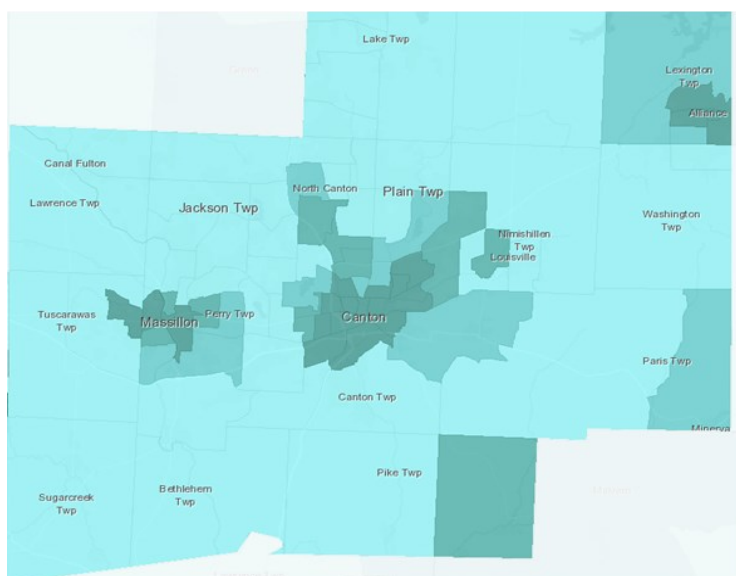 Lake Twp
Lexington
Twp
Alliance
Canal Fulton
North Canton
Plain Twp
Lawrence Twp
Jackson Twp
Washington
Twp
Nimishillen
Twp
Louisville
Tuscarawas
Twp
Massillon
Perry Twp
Canton
Paris Twp
Canton Twp
Minerva
Pike Twp
Sugarcreek
Twp
Bethlehem
Twp